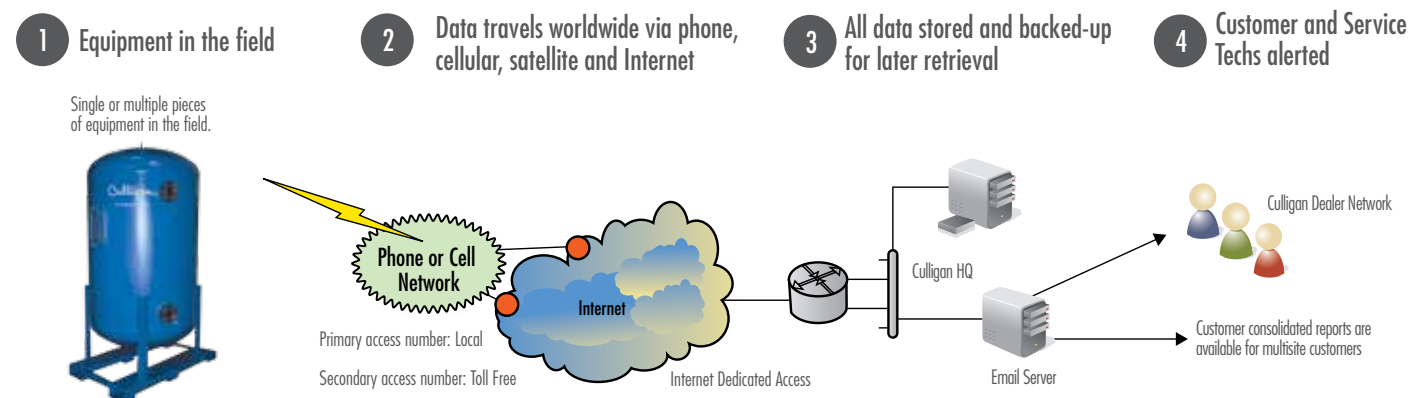 1 Equipment in the field
Single or multiple pieces
of equipment in the field.
Culligan
2 Data travels worldwide via phone,
cellular, satellite and Internet
Phone or Cell
Network
Internet
Primary access number: Local
Secondary access number: Toll Free
Internet Dedicated Access
3 All data stored and backed-up
for later retrieval
Culligan HQ
Email Server
4 Customer and Service
Techs alerted
Culligan Dealer Network
Customer consolidated reports are
available for multisite customers